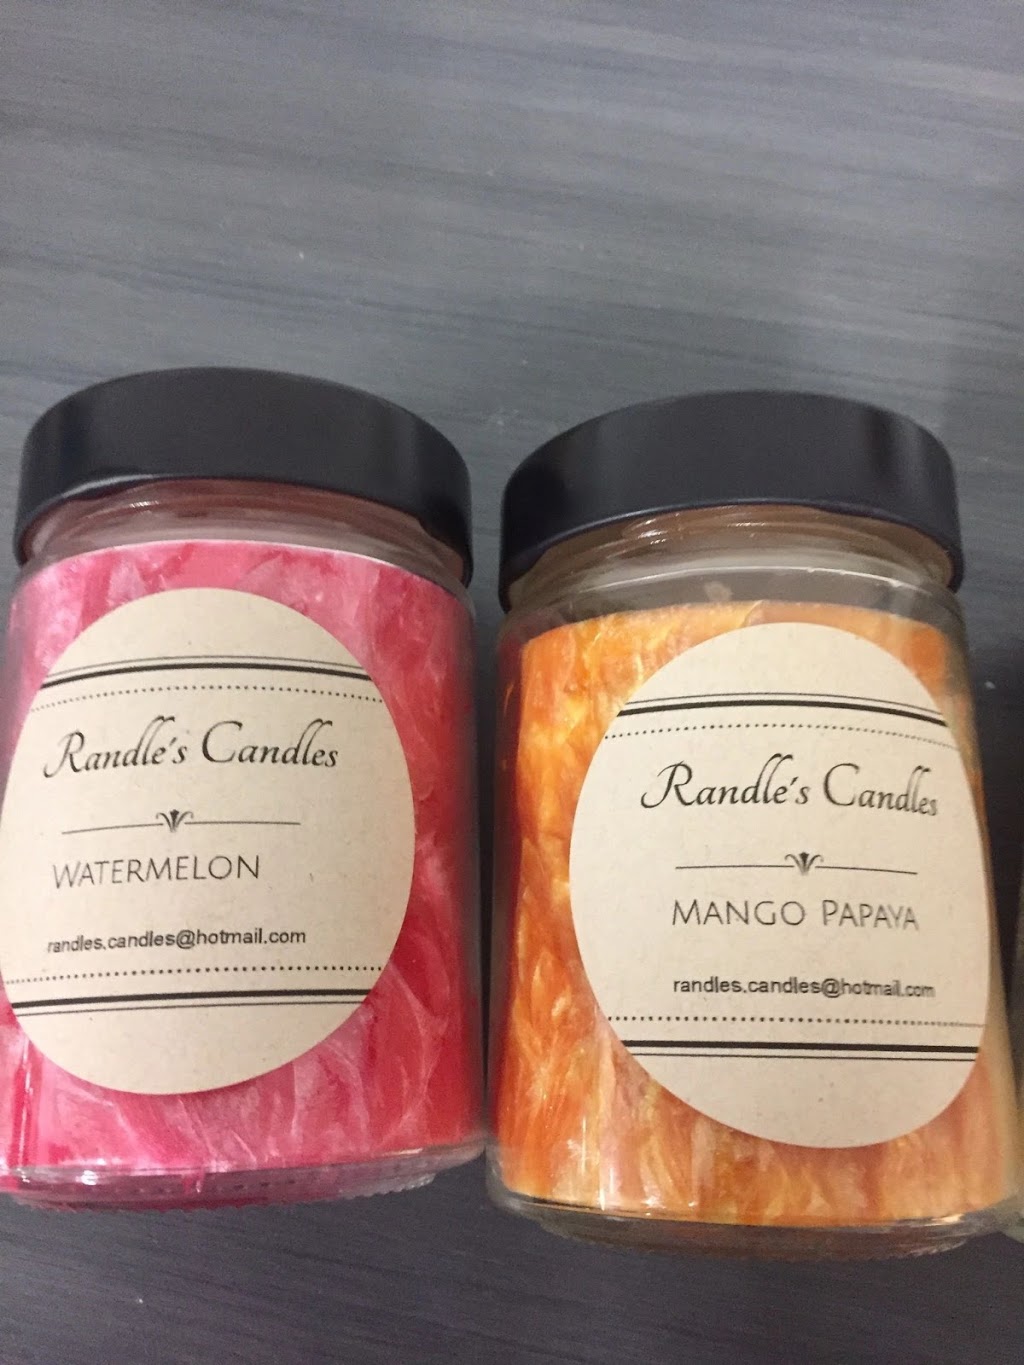 Randle's Candles
WATERMELON
randles.candles@hotmail.com
Randle's Candles
MANGO PAPAYA
randles.candles@hotmail.com